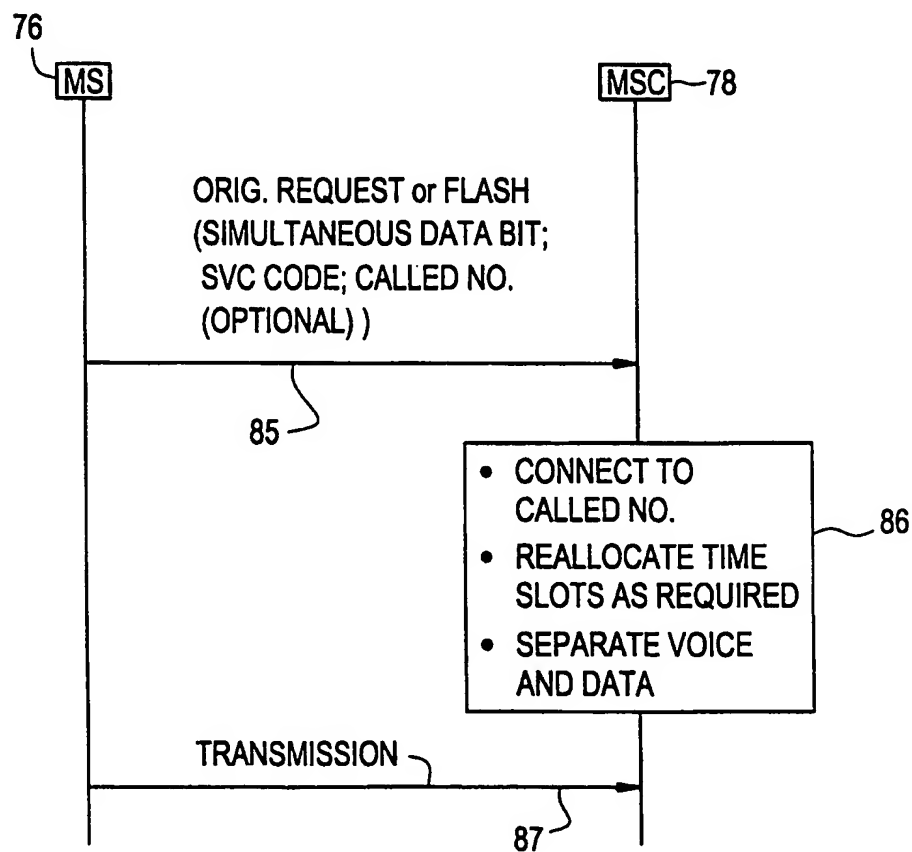 76
MS
MSC
78
ORIG. REQUEST or FLASH
(SIMULTANEOUS DATA BIT;
SVC CODE; CALLED NO.
(OPTIONAL) )
85
• CONNECT TO
CALLED NO.
• REALLOCATE TIME
SLOTS AS REQUIRED
• SEPARATE VOICE
AND DATA
86
TRANSMISSION
87